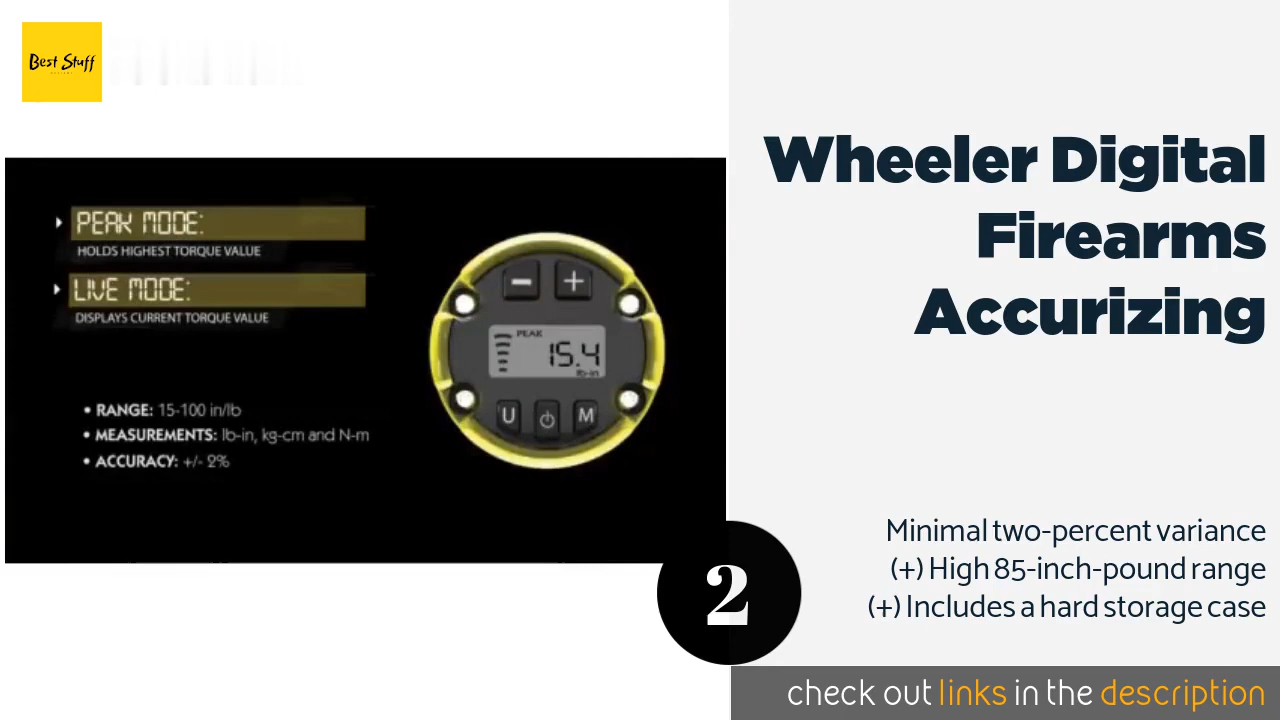 Best Stuff
PEAK MODE:
HOLDS HIGHEST TORQUE VALUE
LIVE MODE:
DISPLAYS CURRENT TORQUE VALUE
• RANGE: 15-100 in/lb
• MEASUREMENTS: lb-in, kg-cm and N-m
• ACCURACY: +/- 2%
− +
PEAK
15.4
lb-in
U M
Wheeler Digital
Firearms
Accurizing
Minimal two-percent variance
(+) High 85-inch-pound range
(+) Includes a hard storage case
2
check out links in the description